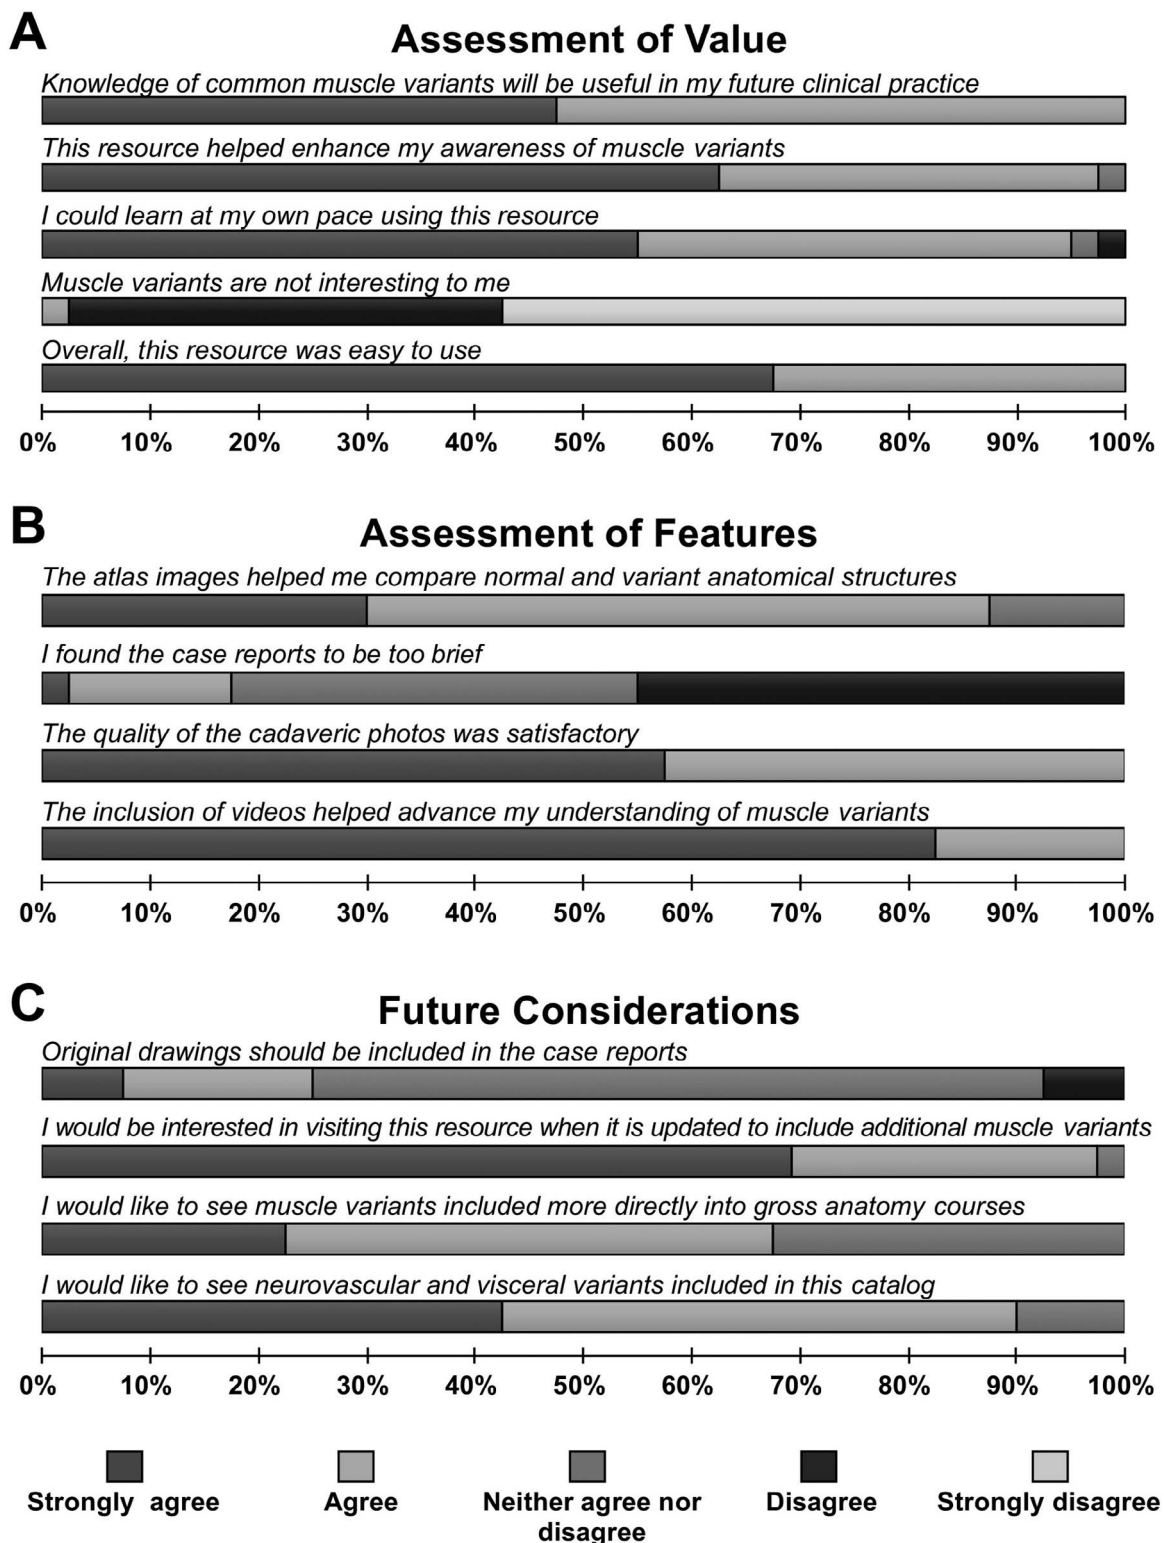 A
Assessment of Value
Knowledge of common muscle variants will be useful in my future clinical practice
This resource helped enhance my awareness of muscle variants
I could learn at my own pace using this resource
Muscle variants are not interesting to me
Overall, this resource was easy to use
0% 10% 20% 30% 40% 50% 60% 70% 80% 90% 100%
B
Assessment of Features
The atlas images helped me compare normal and variant anatomical structures
I found the case reports to be too brief
The quality of the cadaveric photos was satisfactory
The inclusion of videos helped advance my understanding of muscle variants
0% 10% 20% 30% 40% 50% 60% 70% 80% 90% 100%
C
Future Considerations
Original drawings should be included in the case reports
I would be interested in visiting this resource when it is updated to include additional muscle variants
I would like to see muscle variants included more directly into gross anatomy courses
I would like to see neurovascular and visceral variants included in this catalog
0% 10% 20% 30% 40% 50% 60% 70% 80% 90% 100%
Strongly agree
Agree
Neither agree nor
disagree
Disagree
Strongly disagree